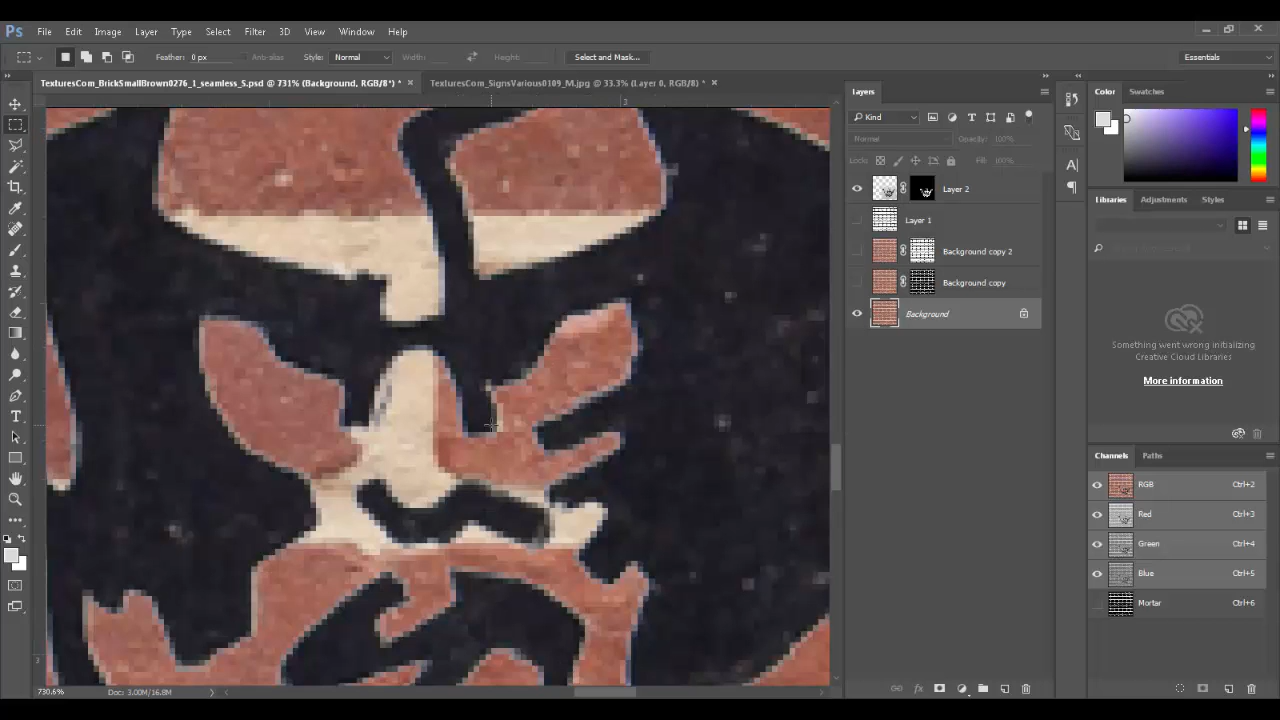 Ps File Edit Image Layer Type Select Filter 3D View Window Help
Feather: 0 px Anti-alias Style: Normal Width: Height: Select and Mask... Essentials
TexturesCom_BrickSmallBrown0276_1_seamless_S.psd @ 731% (Background, RGB/8*) * × TexturesCom_SignsVarious0109_M.jpg @ 33.3% (Layer 0, RGB/8) * ×
3
Layers
Kind
Normal Opacity: 100%
Lock: Fill: 100%
Layer 2
Layer 1
Background copy 2
Background copy
Background
Color Swatches
Libraries Adjustments Styles
Something went wrong initializing
Creative Cloud Libraries
More information
Channels Paths
RGB Ctrl+2
Red Ctrl+3
Green Ctrl+4
Blue Ctrl+5
Mortar Ctrl+6
3
730.6% Doc: 3.00M/16.8M